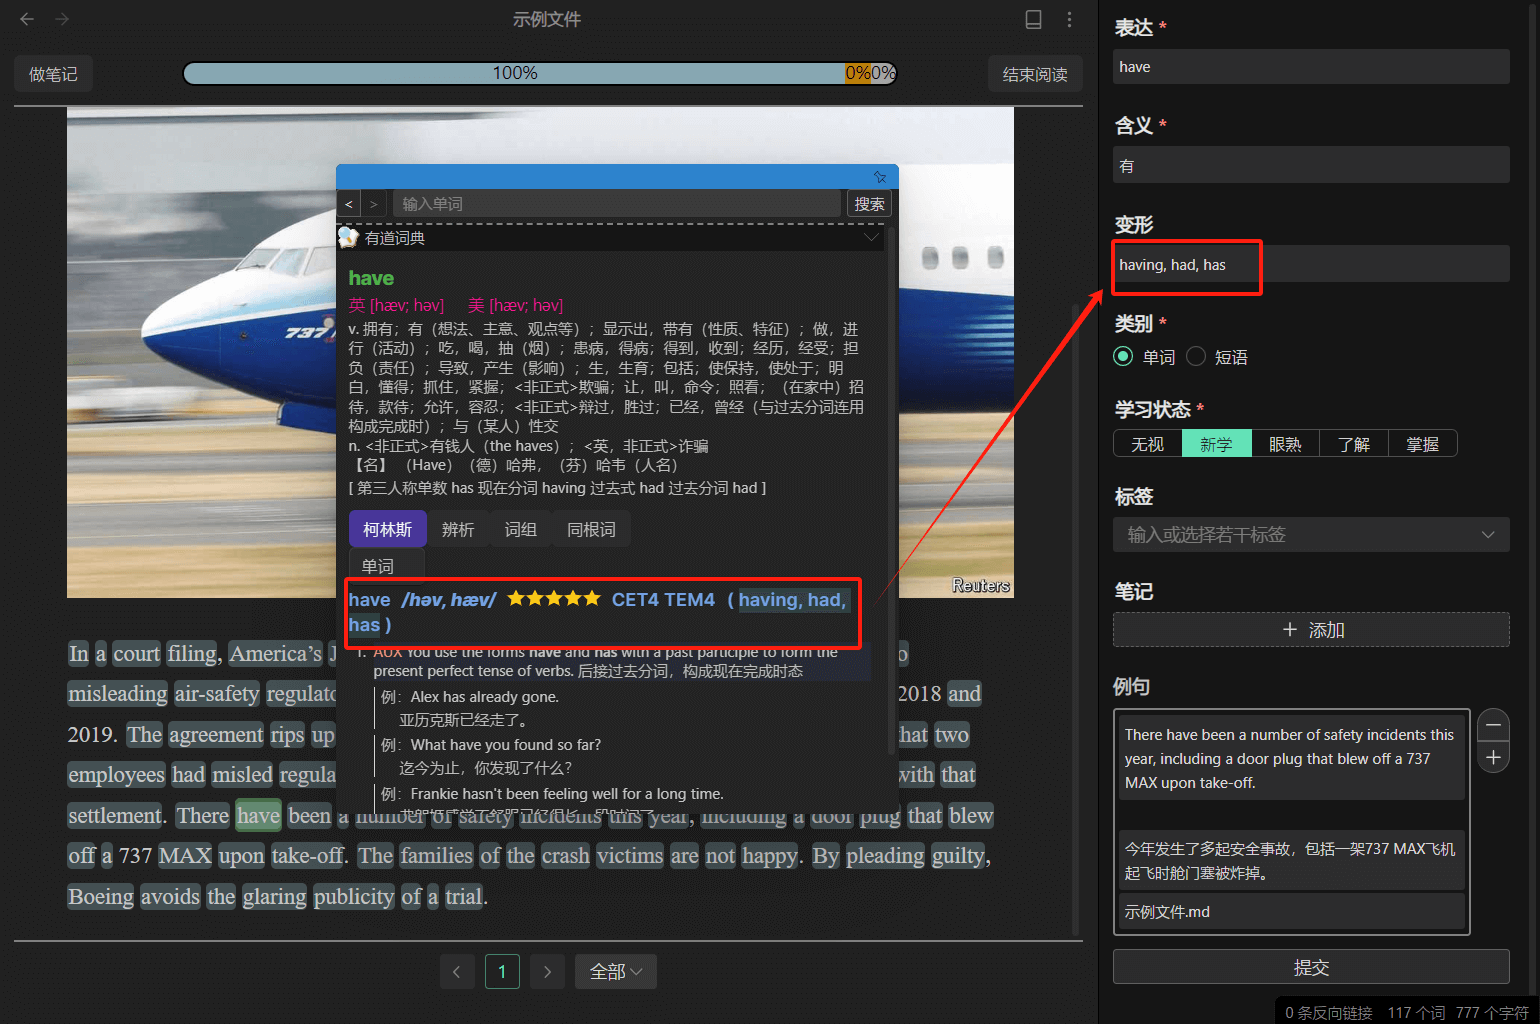 示例文件
做笔记
100%
0%
0%
结束阅读
737
Reuters
输入单词
搜索
有道词典
have
英 [hæv; həv] 美 [hæv; həv]
v. 拥有；有（想法、主意、观点等）；显示出，带有（性质、特征）；做，进
行（活动）；吃，喝，抽（烟）；患病，得病；得到，收到；经历，经受；担
负（责任）；导致，产生（影响）；生，生育；包括；使保持，使处于；明
白，懂得；抓住，紧握；<非正式>欺骗；让，叫，命令；照看；（在家中）招
待，款待；允许，容忍；<非正式>辩过，胜过；已经，曾经（与过去分词连用
构成完成时）；与（某人）性交
n. <非正式>有钱人（the haves）；<英，非正式>诈骗
【名】 （Have）（德）哈弗，（芬）哈韦（人名）
[ 第三人称单数 has 现在分词 having 过去式 had 过去分词 had ]
柯林斯
辨析
词组
同根词
单词
have /həv, hæv/ ★★★★★ CET4 TEM4 ( having, had,
has )
1. AUX You use the forms have and has with a past participle to form the
present perfect tense of verbs. 后接过去分词，构成现在完成时态
例：Alex has already gone.
亚历克斯已经走了。
例：What have you found so far?
迄今为止，你发现了什么？
例：Frankie hasn't been feeling well for a long time.
In a court filing, America’s
misleading air-safety 2018 and
2019. The agreement rips up that two
employees had misled with that
settlement. There have been a number of safety incidents this year, including a door plug that blew
off a 737 MAX upon take-off. The families of the crash victims are not happy. By pleading guilty,
Boeing avoids the glaring publicity of a trial.
< 1 >
全部
表达 *
have
含义 *
有
变形
having, had, has
类别 *
单词
短语
学习状态 *
无视
新学
眼熟
了解
掌握
标签
输入或选择若干标签
笔记
+ 添加
例句
There have been a number of safety incidents this
year, including a door plug that blew off a 737
MAX upon take-off.
今年发生了多起安全事故，包括一架737 MAX飞机
起飞时舱门塞被炸掉。
示例文件.md
提交
0 条反向链接 117 个词 777 个字符